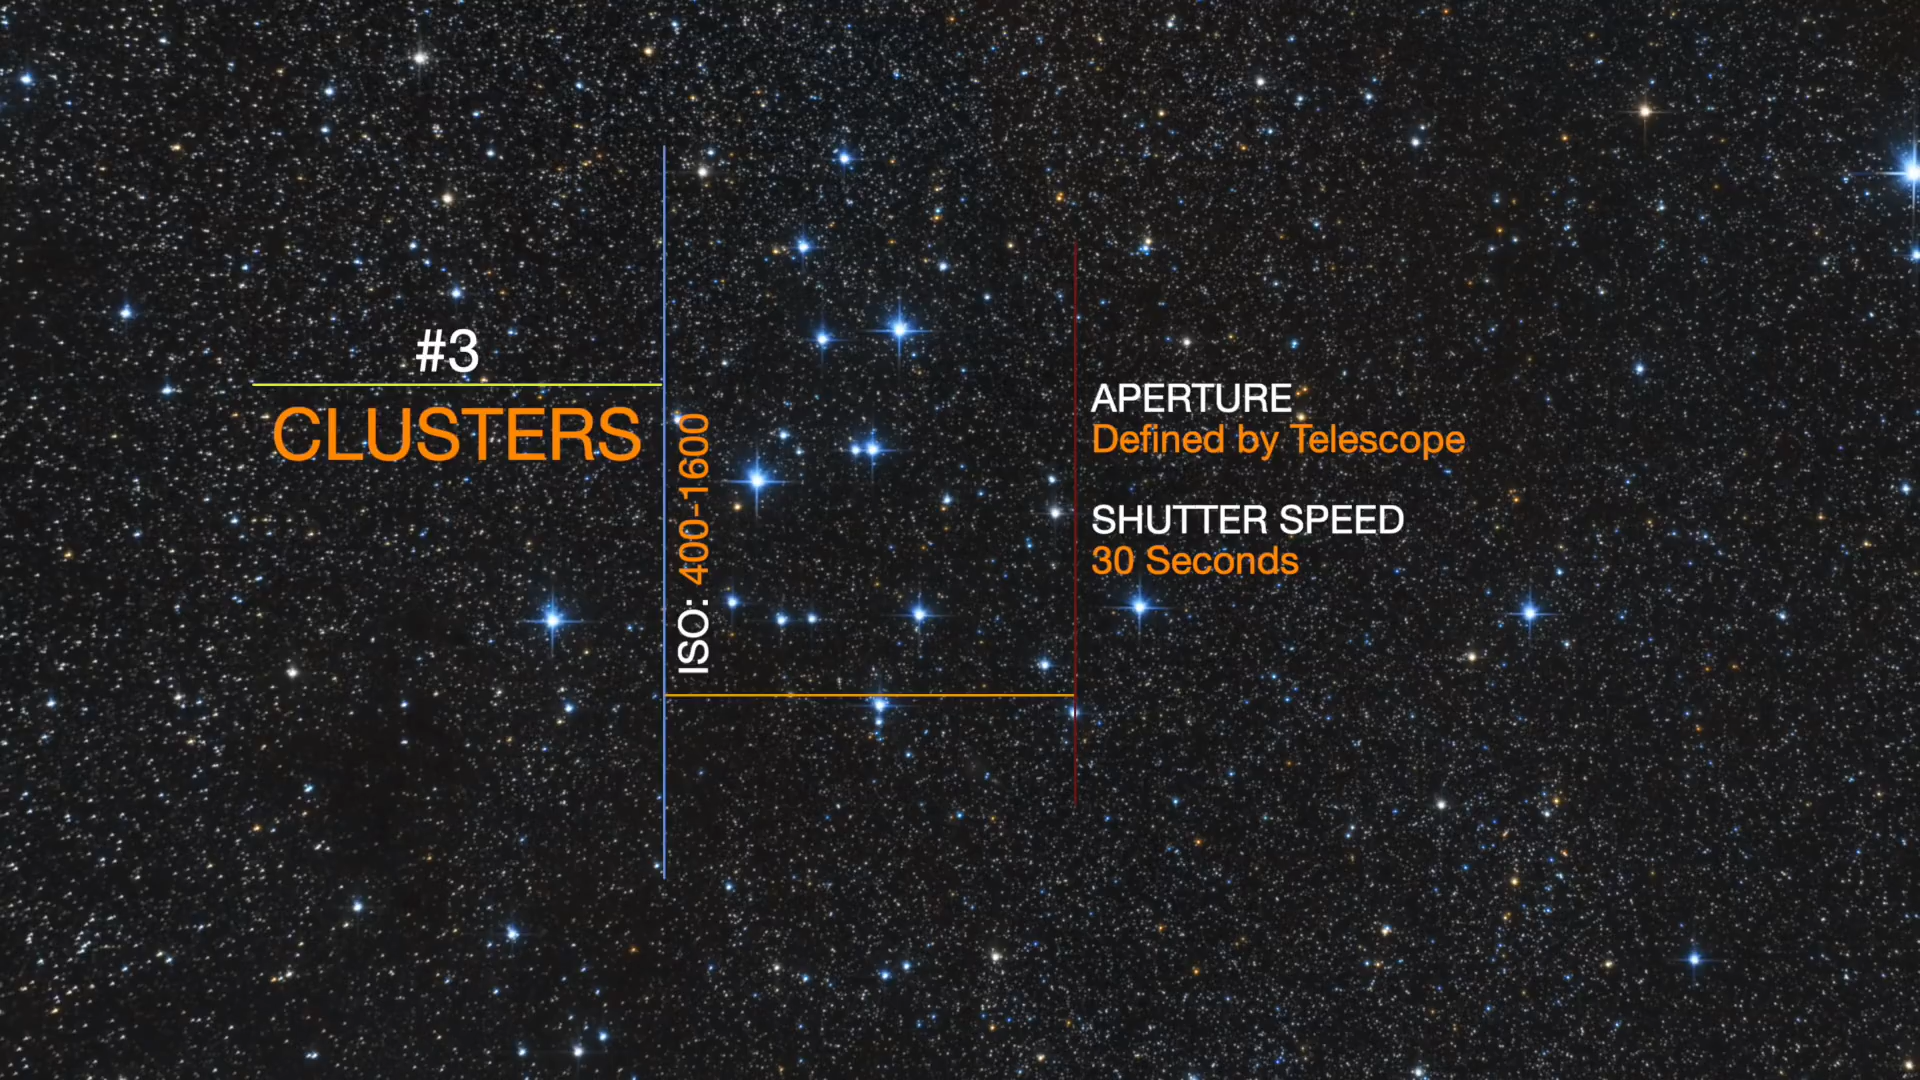 #3
CLUSTERS
ISO: 400-1600
APERTURE
Defined by Telescope
SHUTTER SPEED
30 Seconds